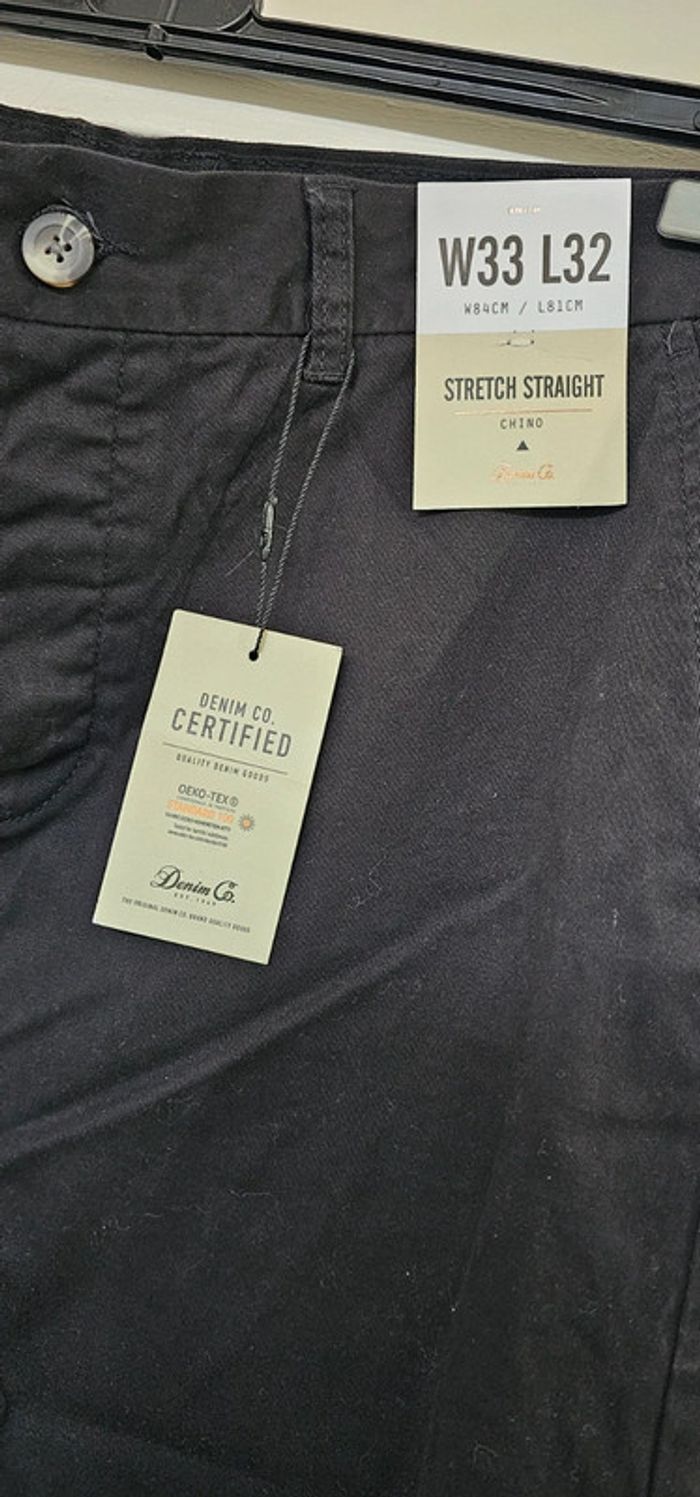 W33 L32
W84CM / L81CM
STRETCH STRAIGHT
CHINO
Denim Co.
DENIM CO.
CERTIFIED
QUALITY DENIM GOODS
OEKO-TEX®
STANDARD 100
Denim Co.
THE ORIGINAL DENIM CO. BRAND QUALITY GOODS